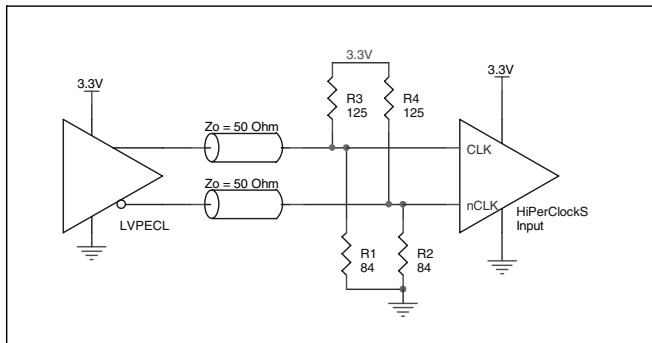 3.3V
3.3V
3.3V
R3
125
R4
125
Zo = 50 Ohm
CLK
Zo = 50 Ohm
nCLK
LVPECL
HiPerClockS
Input
R1
84
R2
84